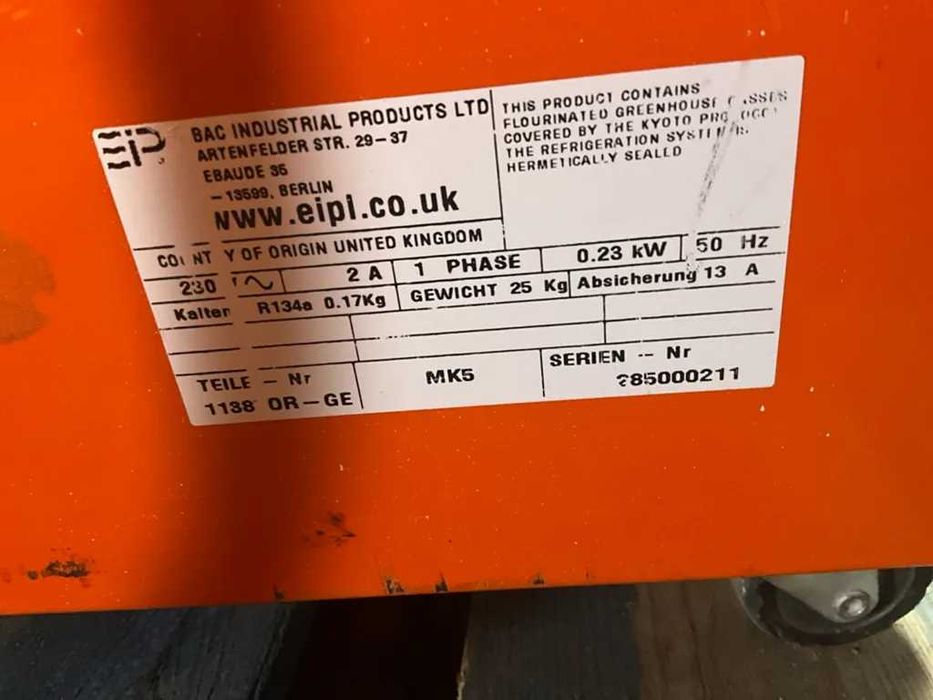 EIP
BAC INDUSTRIAL PRODUCTS LTD
ARTENFELDER STR. 29-37
EBAUDE 35
-13599, BERLIN
www.eipl.co.uk
THIS PRODUCT CONTAINS
FLOURINATED GREENHOUSE
COVERED BY THE KYOTO
THE REFRIGERATION
HERMETICALLY SEALED
COUNTY OF ORIGIN UNITED KINGDOM
230 ~ 2 A 1 PHASE 0.23 kW 50 Hz
Kalter R134a 0.17Kg GEWICHT 25 Kg Absicherung 13 A
TEILE - Nr MK5 SERIEN -- Nr
OR-GE 85000211